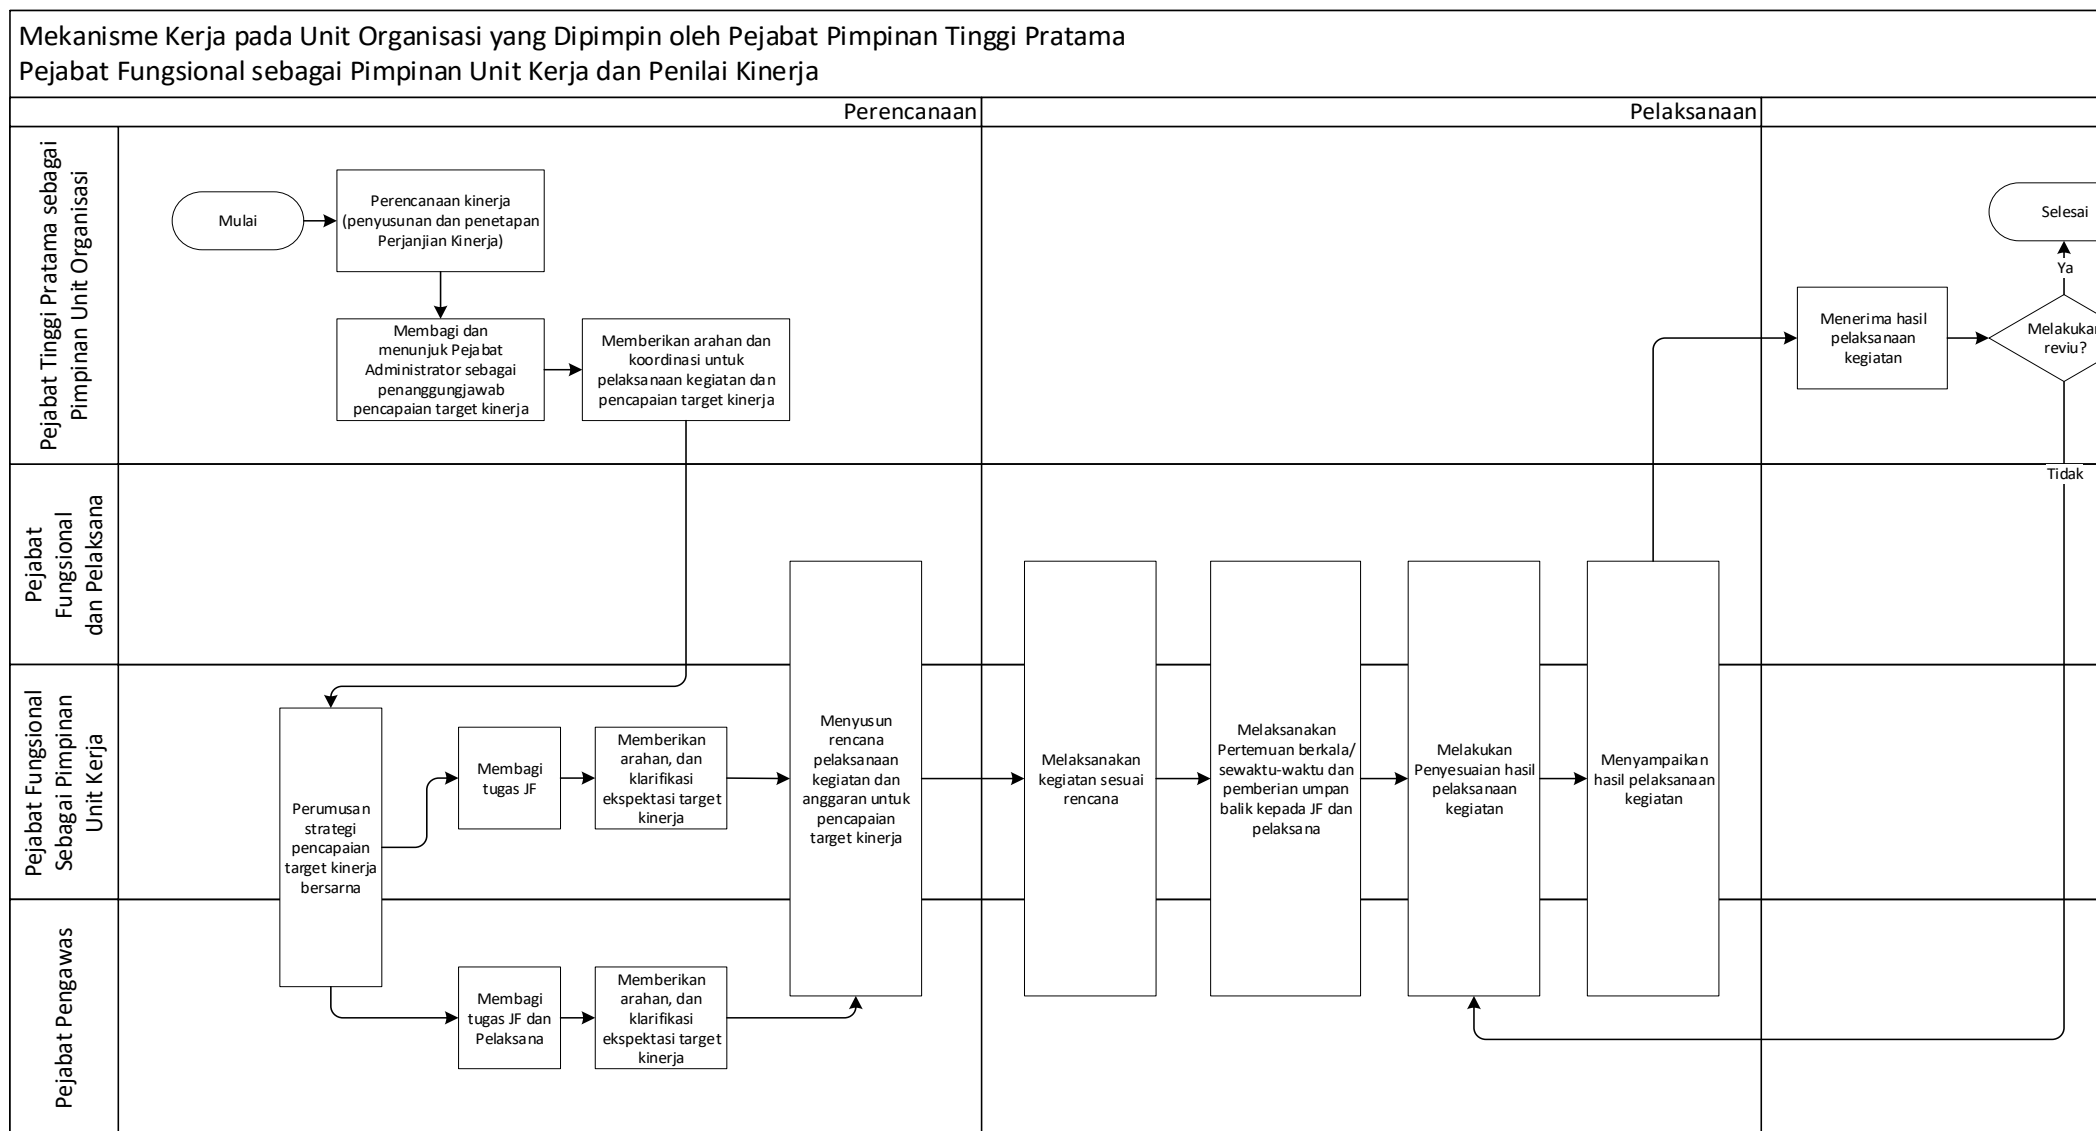 Mekanisme Kerja pada Unit Organisasi yang Dipimpin oleh Pejabat Pimpinan Tinggi Pratama
Pejabat Fungsional sebagai Pimpinan Unit Kerja dan Penilai Kinerja
Perencanaan
Pelaksanaan
Pejabat Tinggi Pratama sebagai
Pimpinan Unit Organisasi
Mulai
Perencanaan kinerja
(penyusunan dan penetapan
Perjanjian Kinerja)
Membagi dan
menunjuk Pejabat
Administrator sebagai
penanggungjawab
pencapaian target kinerja
Memberikan arahan dan
koordinasi untuk
pelaksanaan kegiatan dan
pencapaian target kinerja
Menerima hasil
pelaksanaan
kegiatan
Selesai
Ya
Melakukan
reviu?
Tidak
Pejabat
Fungsional
dan Pelaksana
Pejabat Fungsional
Sebagai Pimpinan
Unit Kerja
Perumusan
strategi
pencapaian
target kinerja
bersarna
Membagi
tugas JF
Memberikan
arahan, dan
klarifikasi
ekspektasi target
kinerja
Menyusun
rencana
pelaksanaan
kegiatan dan
anggaran untuk
pencapaian
target kinerja
Melaksanakan
kegiatan sesuai
rencana
Melaksanakan
Pertemuan berkala/
sewaktu-waktu dan
pemberian umpan
balik kepada JF dan
pelaksana
Melakukan
Penyesuaian hasil
pelaksanaan
kegiatan
Menyampaikan
hasil pelaksanaan
kegiatan
Pejabat Pengawas
Membagi
tugas JF dan
Pelaksana
Memberikan
arahan, dan
klarifikasi
ekspektasi target
kinerja